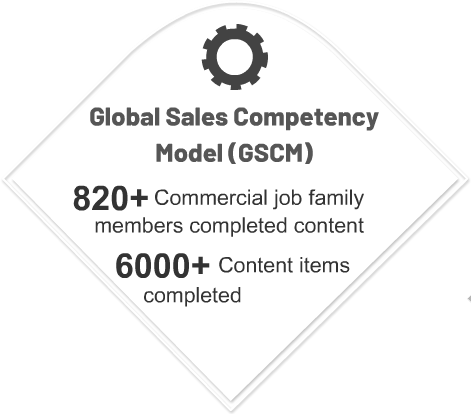 Global Sales Competency
Model (GSCM)
820+ Commercial job family
members completed content
6000+ Content items
completed